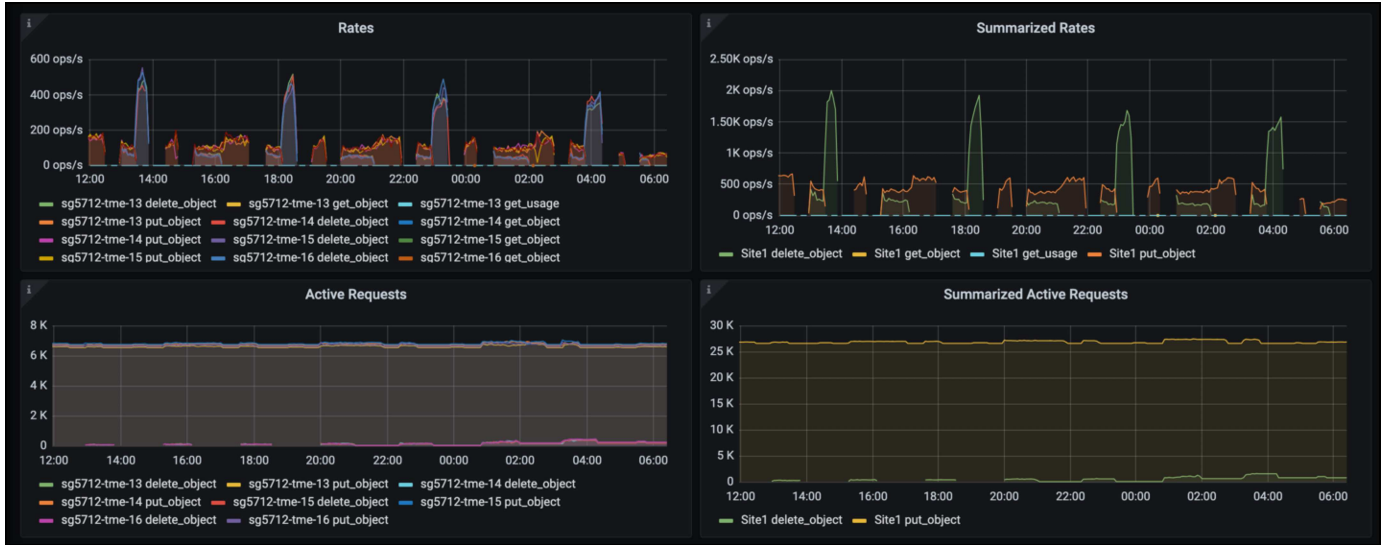 i
Rates
600 ops/s
400 ops/s
200 ops/s
0 ops/s
12:00 14:00 16:00 18:00 20:00 22:00 00:00 02:00 04:00 06:00
sg5712-tme-13 delete_object sg5712-tme-13 get_object sg5712-tme-13 get_usage
sg5712-tme-13 put_object sg5712-tme-14 delete_object sg5712-tme-14 get_object
sg5712-tme-14 put_object sg5712-tme-15 delete_object sg5712-tme-15 get_object
sg5712-tme-15 put_object sg5712-tme-16 delete_object sg5712-tme-16 get_object
i
Summarized Rates
2.50K ops/s
2K ops/s
1.50K ops/s
1K ops/s
500 ops/s
0 ops/s
12:00 14:00 16:00 18:00 20:00 22:00 00:00 02:00 04:00 06:00
Site1 delete_object Site1 get_object Site1 get_usage Site1 put_object
i
Active Requests
8 K
6 K
4 K
2 K
0
12:00 14:00 16:00 18:00 20:00 22:00 00:00 02:00 04:00 06:00
sg5712-tme-13 delete_object sg5712-tme-13 put_object sg5712-tme-14 delete_object
sg5712-tme-14 put_object sg5712-tme-15 delete_object sg5712-tme-15 put_object
sg5712-tme-16 delete_object sg5712-tme-16 put_object
i
Summarized Active Requests
30 K
25 K
20 K
15 K
10 K
5 K
0
12:00 14:00 16:00 18:00 20:00 22:00 00:00 02:00 04:00 06:00
Site1 delete_object Site1 put_object